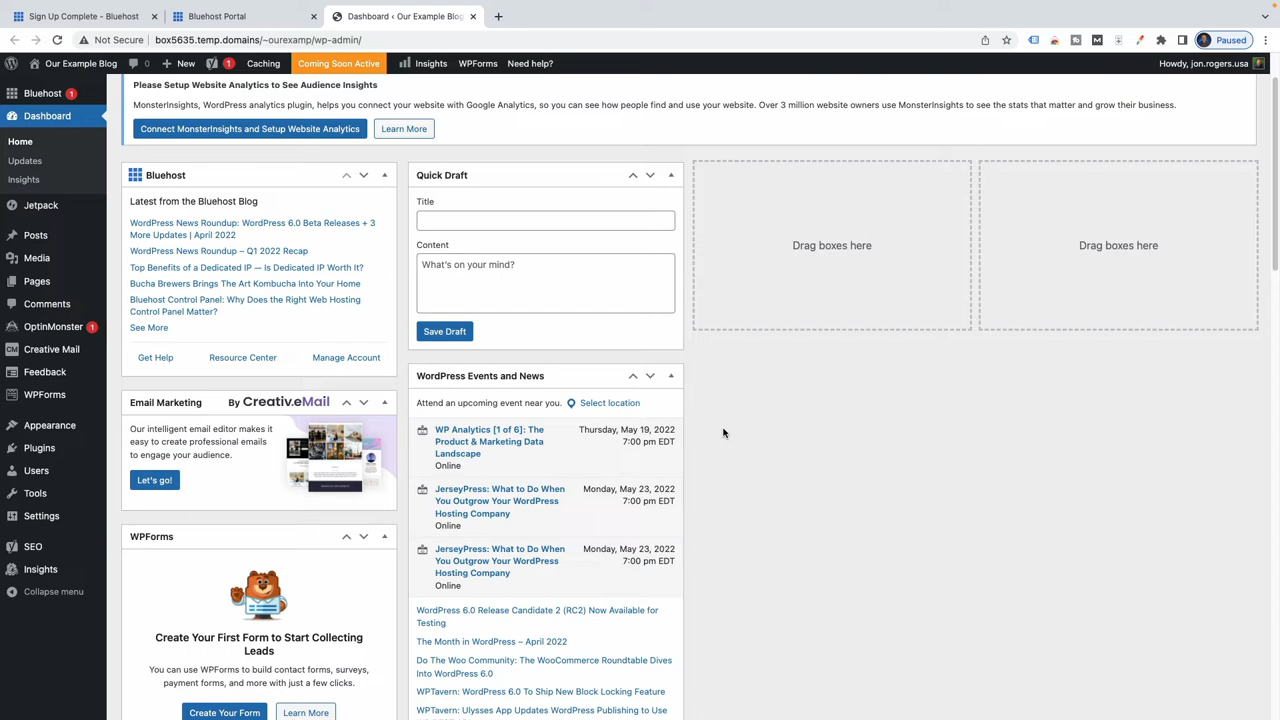 Sign Up Complete - Bluehost
Bluehost Portal
Dashboard ‹ Our Example Blog
Not Secure
box5635.temp.domains/~ourexamp/wp-admin/
Paused
Our Example Blog
1
0
New
1
Caching
Coming Soon Active
Insights
WPForms
Need help?
Howdy, jon.rogers.usa
Bluehost 1
Dashboard
Home
Updates
Insights
Jetpack
Posts
Media
Pages
Comments
OptinMonster 1
CM Creative Mail
Feedback
WPForms
Appearance
Plugins
Users
Tools
Settings
SEO
Insights
Collapse menu
Please Setup Website Analytics to See Audience Insights
MonsterInsights, WordPress analytics plugin, helps you connect your website with Google Analytics, so you can see how people find and use your website. Over 3 million website owners use MonsterInsights to see the stats that matter and grow their business.
Connect MonsterInsights and Setup Website Analytics
Learn More
Bluehost
Latest from the Bluehost Blog
WordPress News Roundup: WordPress 6.0 Beta Releases + 3
More Updates | April 2022
WordPress News Roundup – Q1 2022 Recap
Top Benefits of a Dedicated IP — Is Dedicated IP Worth It?
Bucha Brewers Brings The Art Kombucha Into Your Home
Bluehost Control Panel: Why Does the Right Web Hosting
Control Panel Matter?
See More
Get Help
Resource Center
Manage Account
Email Marketing
By Creativ.eMail
Our intelligent email editor makes it
easy to create professional emails
to engage your audience.
Let's go!
WPForms
Create Your First Form to Start Collecting
Leads
You can use WPForms to build contact forms, surveys,
payment forms, and more with just a few clicks.
Create Your Form
Learn More
Quick Draft
Title
Content
What's on your mind?
Save Draft
WordPress Events and News
Attend an upcoming event near you.
Select location
WP Analytics [1 of 6]: The
Product & Marketing Data
Landscape
Online
Thursday, May 19, 2022
7:00 pm EDT
JerseyPress: What to Do When
You Outgrow Your WordPress
Hosting Company
Online
Monday, May 23, 2022
7:00 pm EDT
JerseyPress: What to Do When
You Outgrow Your WordPress
Hosting Company
Online
Monday, May 23, 2022
7:00 pm EDT
WordPress 6.0 Release Candidate 2 (RC2) Now Available for
Testing
The Month in WordPress – April 2022
Do The Woo Community: The WooCommerce Roundtable Dives
Into WordPress 6.0
WPTavern: WordPress 6.0 To Ship New Block Locking Feature
WPTavern: Ulysses App Updates WordPress Publishing to Use
Drag boxes here
Drag boxes here